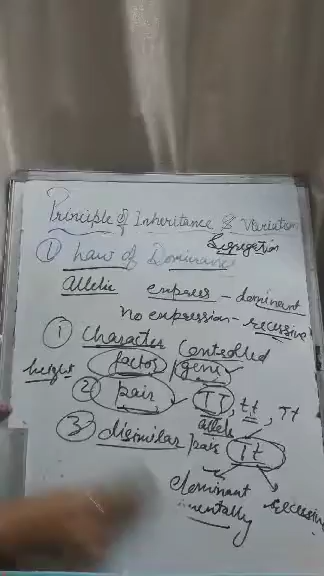 Principle of Inheritance & Variation
Segregation
① Law of Dominance
allelic express - dominant
No expression - recessive
① Character Controlled
factor / gene
height
② pair TT, tt, Tt
allele
③ dissimilar pair Tt
dominant recessive